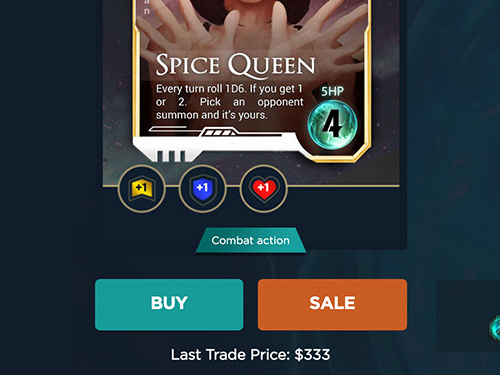 an
SPICE QUEEN
Every turn roll 1D6. If you get 1
or 2. Pick an opponent
summon and it's yours.
5HP
4
+1
+1
+1
Combat action
BUY
SALE
Last Trade Price: $333